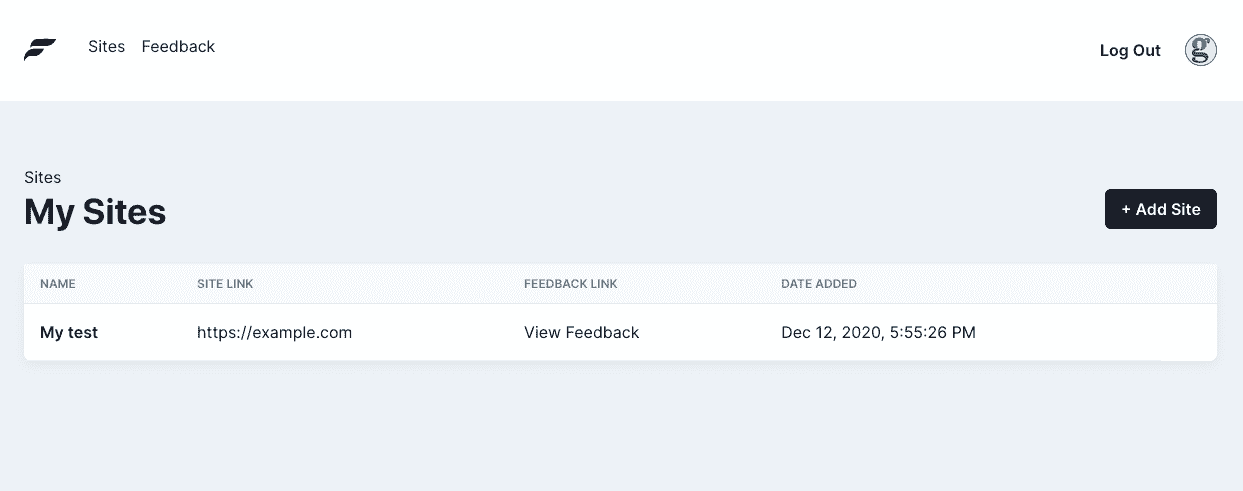 Sites Feedback Log Out
Sites
My Sites
+ Add Site
NAME SITE LINK FEEDBACK LINK DATE ADDED
My test https://example.com View Feedback Dec 12, 2020, 5:55:26 PM